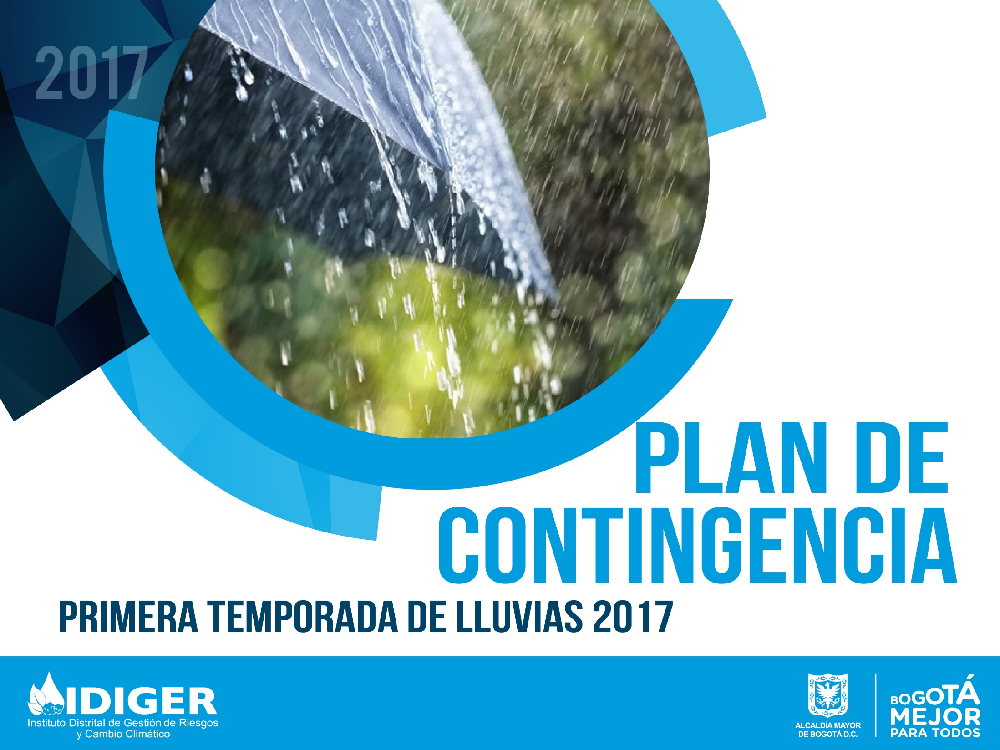 2017
PLAN DE
CONTINGENCIA
PRIMERA TEMPORADA DE LLUVIAS 2017
IDIGER
Instituto Distrital de Gestión de Riesgos
y Cambio Climático
ALCALDÍA MAYOR
DE BOGOTÁ D.C.
BOGOTÁ
MEJOR
PARA TODOS